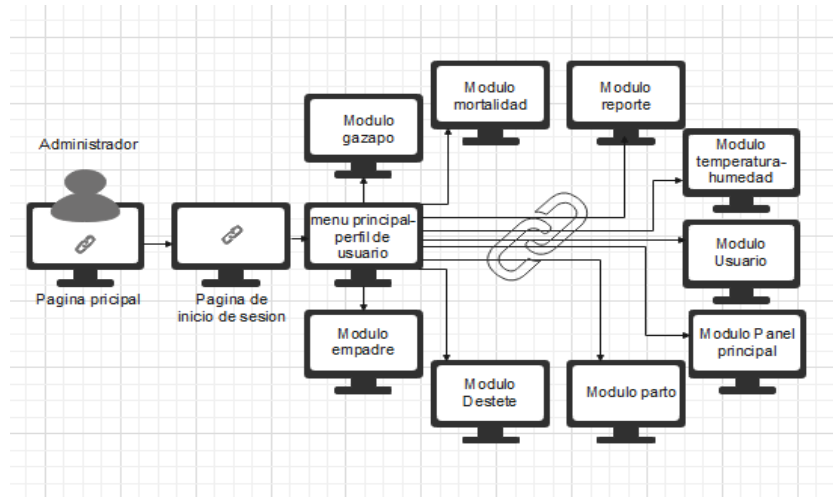 Administrador
Pagina pricipal
Pagina de
inicio de sesion
menu principal-
perfil de
usuario
Modulo
gazapo
Modulo
mortalidad
Modulo
reporte
Modulo
temperatura-
humedad
Modulo
Usuario
Modulo Panel
principal
Modulo parto
Modulo
Destete
Modulo
empadre